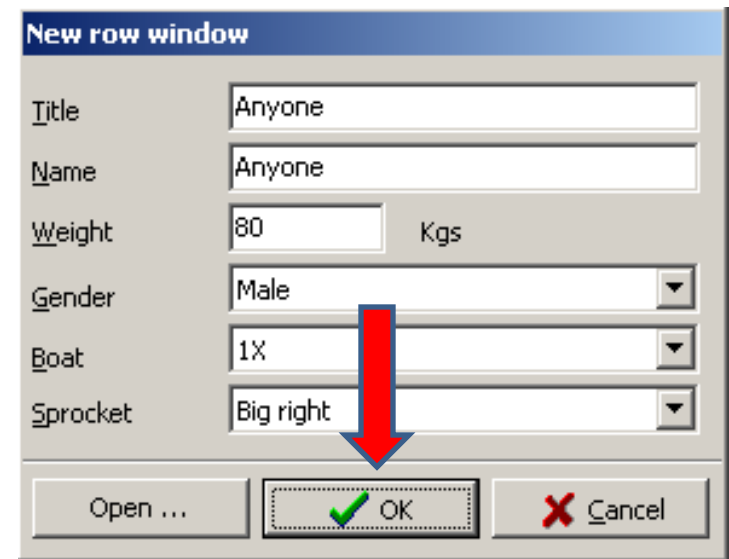 New row window
Title Anyone
Name Anyone
Weight 80 Kgs
Gender Male
Boat 1X
Sprocket Big right
Open ... OK Cancel